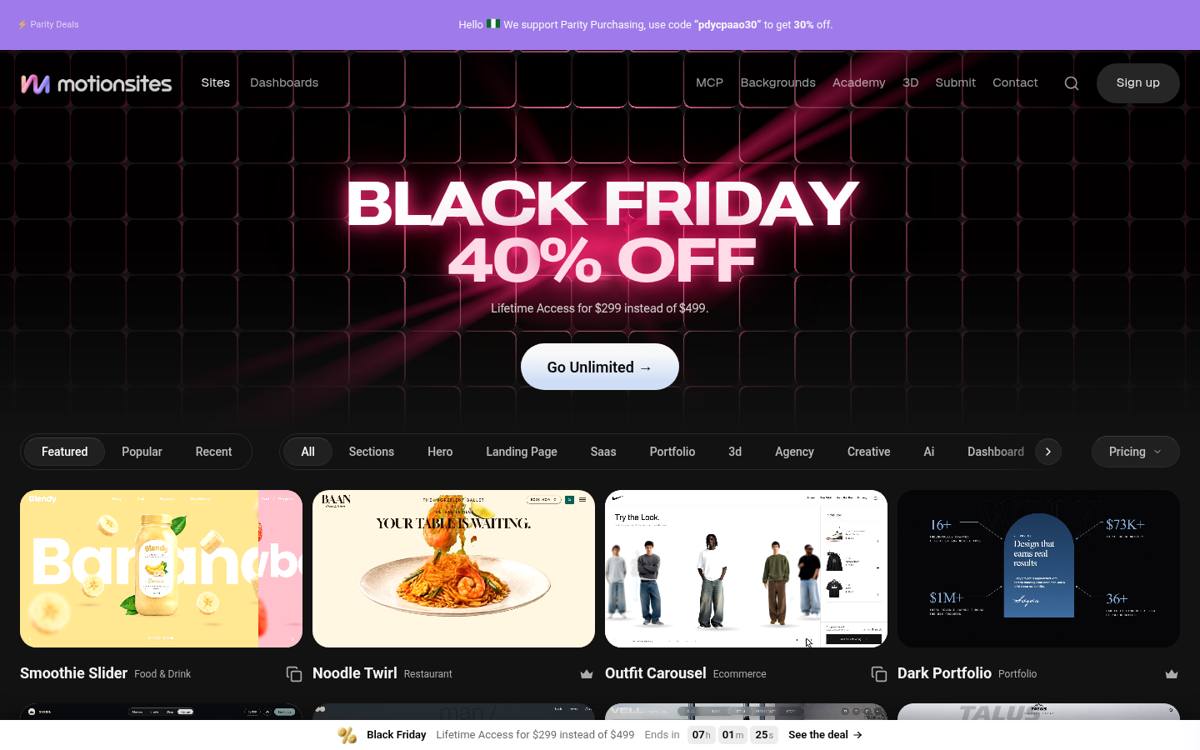 ⚡ Parity Deals
Hello 🇳🇬 We support Parity Purchasing, use code "pdycpaao30" to get 30% off.
motionsites
Sites Dashboards MCP Backgrounds Academy 3D Submit Contact Sign up
BLACK FRIDAY
40% OFF
Lifetime Access for $299 instead of $499.
Go Unlimited →
Featured Popular Recent All Sections Hero Landing Page Saas Portfolio 3d Agency Creative Ai Dashboard Pricing
Blendy
Banana
Blendy
BAAN
YOUR TABLE IS WAITING.
Try the Look.
16+ $73K+
Design that
earns real
results
$1M+ 36+
Smoothie Slider Food & Drink Noodle Twirl Restaurant Outfit Carousel Ecommerce Dark Portfolio Portfolio
TALUS
Black Friday Lifetime Access for $299 instead of $499 Ends in 07h 01m 25s See the deal →